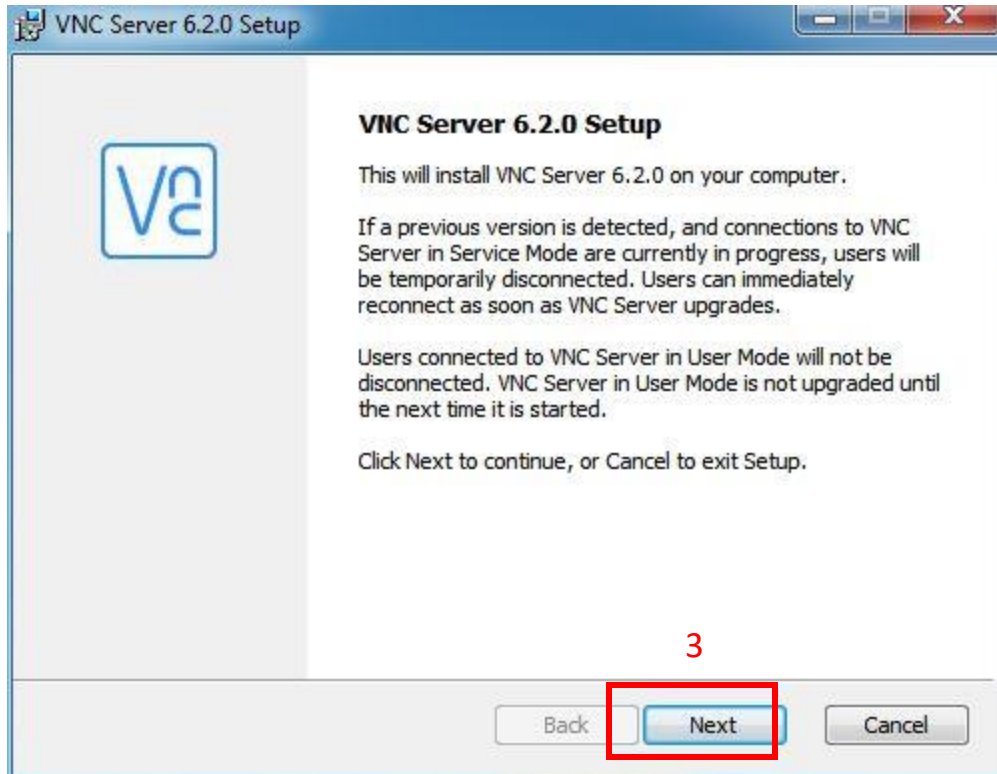 VNC Server 6.2.0 Setup
VNC Server 6.2.0 Setup
This will install VNC Server 6.2.0 on your computer.
If a previous version is detected, and connections to VNC
Server in Service Mode are currently in progress, users will
be temporarily disconnected. Users can immediately
reconnect as soon as VNC Server upgrades.
Users connected to VNC Server in User Mode will not be
disconnected. VNC Server in User Mode is not upgraded until
the next time it is started.
Click Next to continue, or Cancel to exit Setup.
VNC
3
Back
Next
Cancel